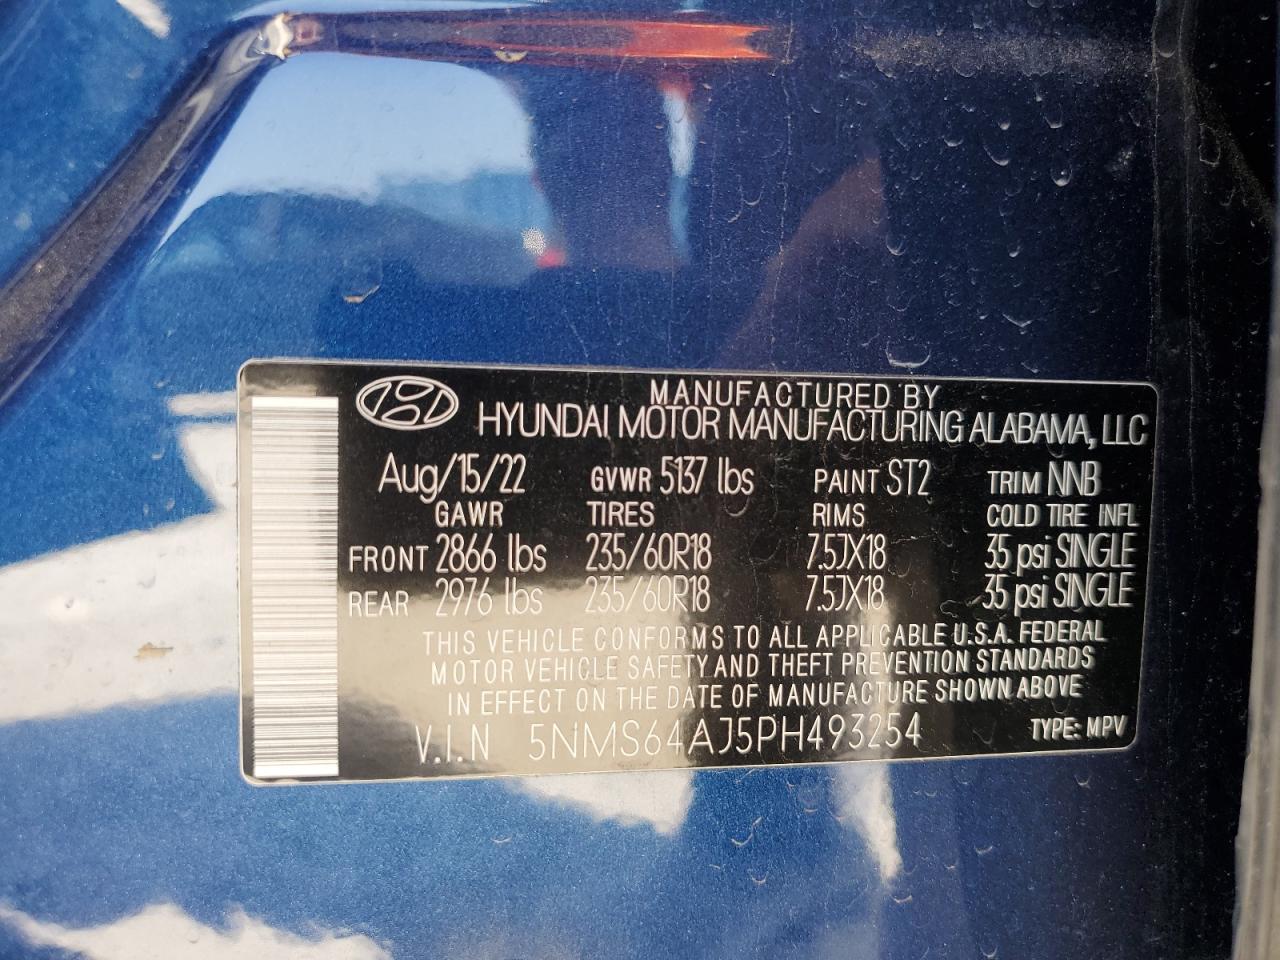 MANUFACTURED BY
HYUNDAI MOTOR MANUFACTURING ALABAMA, LLC
Aug/15/22 GVWR 5137 lbs PAINT ST2 TRIM NNB
GAWR TIRES RIMS COLD TIRE INFL
FRONT 2866 lbs 235/60R18 7.5JX18 35 psi SINGLE
REAR 2976 lbs 235/60R18 7.5JX18 35 psi SINGLE
THIS VEHICLE CONFORMS TO ALL APPLICABLE U.S.A. FEDERAL
MOTOR VEHICLE SAFETY AND THEFT PREVENTION STANDARDS
IN EFFECT ON THE DATE OF MANUFACTURE SHOWN ABOVE
V.I.N 5NMS64AJ5PH493254 TYPE: MPV